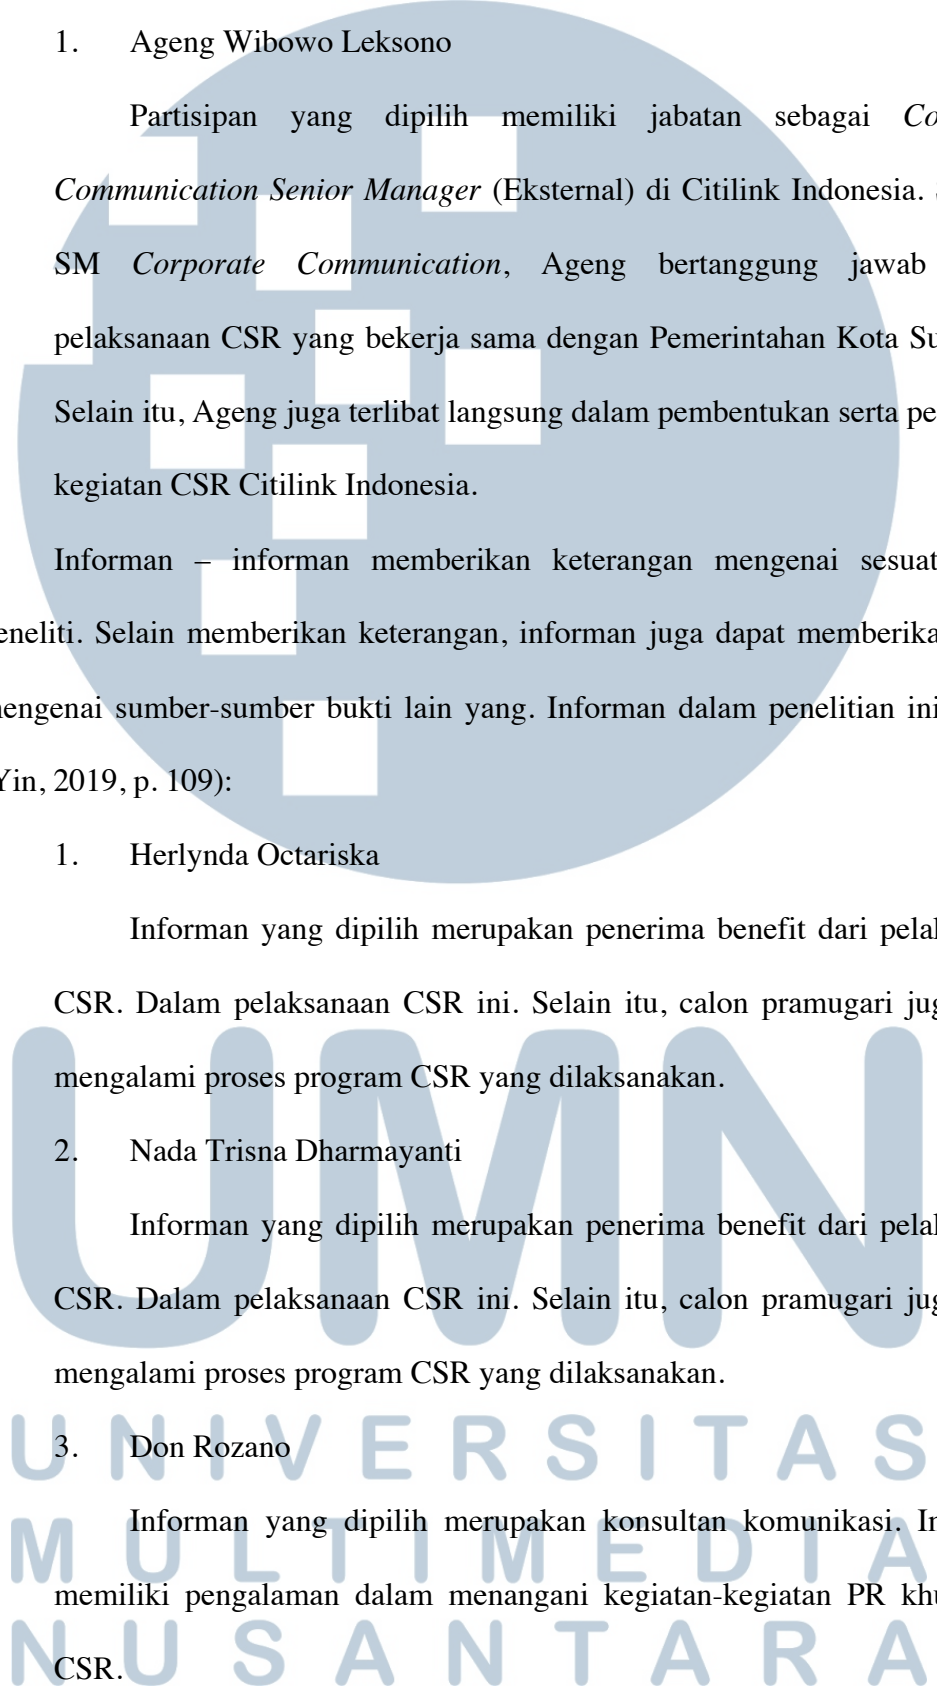 1. Ageng Wibowo Leksono
Partisipan yang dipilih memiliki jabatan sebagai Co
Communication Senior Manager (Eksternal) di Citilink Indonesia.
SM Corporate Communication, Ageng bertanggung jawab
pelaksanaan CSR yang bekerja sama dengan Pemerintahan Kota Su
Selain itu, Ageng juga terlibat langsung dalam pembentukan serta pe
kegiatan CSR Citilink Indonesia.
Informan – informan memberikan keterangan mengenai sesuat
eneliti. Selain memberikan keterangan, informan juga dapat memberika
mengenai sumber-sumber bukti lain yang. Informan dalam penelitian ini
Yin, 2019, p. 109):
1. Herlynda Octariska
Informan yang dipilih merupakan penerima benefit dari pelal
CSR. Dalam pelaksanaan CSR ini. Selain itu, calon pramugari jug
mengalami proses program CSR yang dilaksanakan.
2. Nada Trisna Dharmayanti
Informan yang dipilih merupakan penerima benefit dari pelal
CSR. Dalam pelaksanaan CSR ini. Selain itu, calon pramugari jug
mengalami proses program CSR yang dilaksanakan.
3. Don Rozano
Informan yang dipilih merupakan konsultan komunikasi. In
memiliki pengalaman dalam menangani kegiatan-kegiatan PR khu
CSR.
UMN
UNIVERSITAS
MULTIMEDIA
NUSANTARA